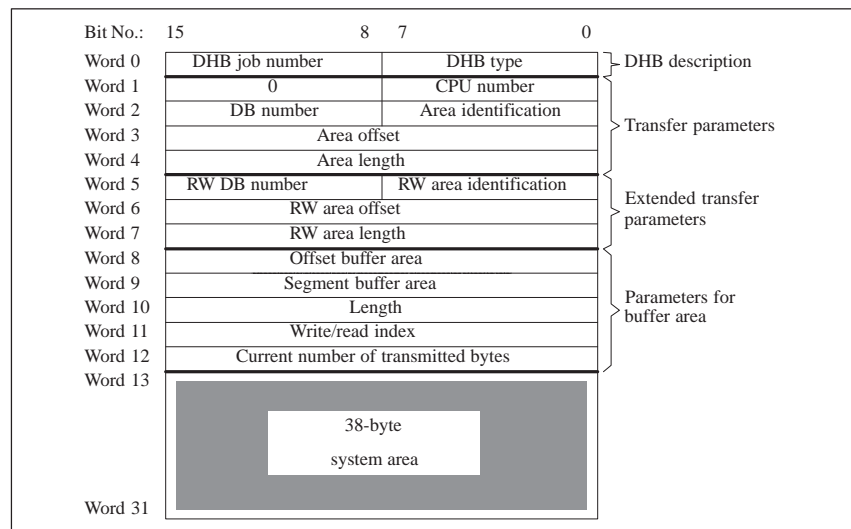 Bit No.: 15 8 7 0
Word 0 DHB job number DHB type DHB description
Word 1 0 CPU number
Word 2 DB number Area identification
Word 3 Area offset Transfer parameters
Word 4 Area length
Word 5 RW DB number RW area identification
Word 6 RW area offset Extended transfer
parameters
Word 7 RW area length
Word 8 Offset buffer area
Word 9 Segment buffer area
Word 10 Length Parameters for
buffer area
Word 11 Write/read index
Word 12 Current number of transmitted bytes
Word 13
38-byte
system area
Word 31